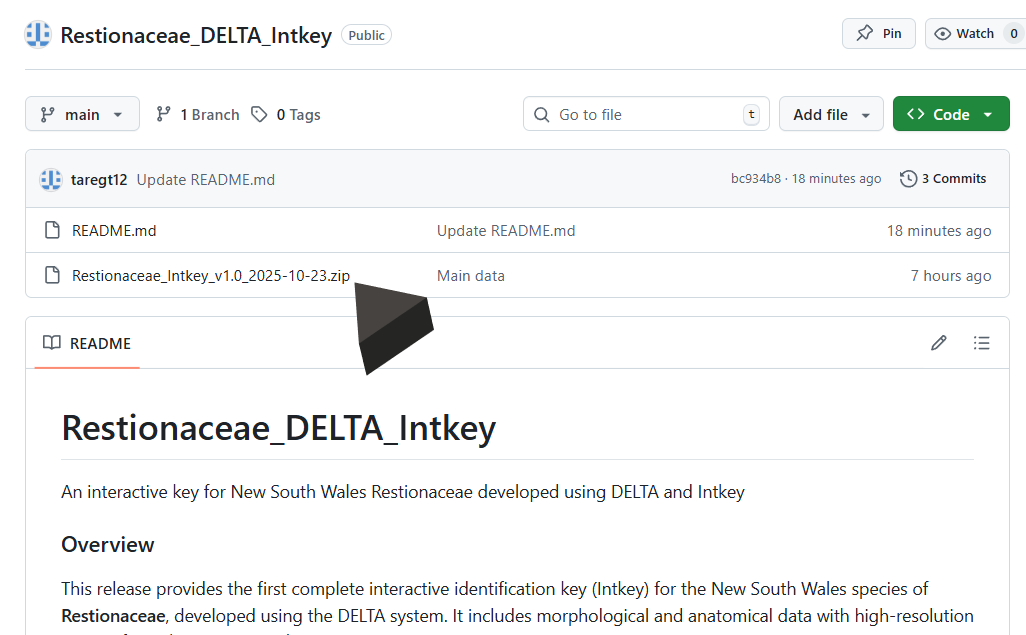 Restionaceae_DELTA_Intkey Public Pin Watch 0
main 1 Branch 0 Tags Go to file t Add file Code
taregt12 Update README.md bc934b8 · 18 minutes ago 3 Commits
README.md Update README.md 18 minutes ago
Restionaceae_Intkey_v1.0_2025-10-23.zip Main data 7 hours ago
README
Restionaceae_DELTA_Intkey
An interactive key for New South Wales Restionaceae developed using DELTA and Intkey
Overview
This release provides the first complete interactive identification key (Intkey) for the New South Wales species of
Restionaceae, developed using the DELTA system. It includes morphological and anatomical data with high-resolution